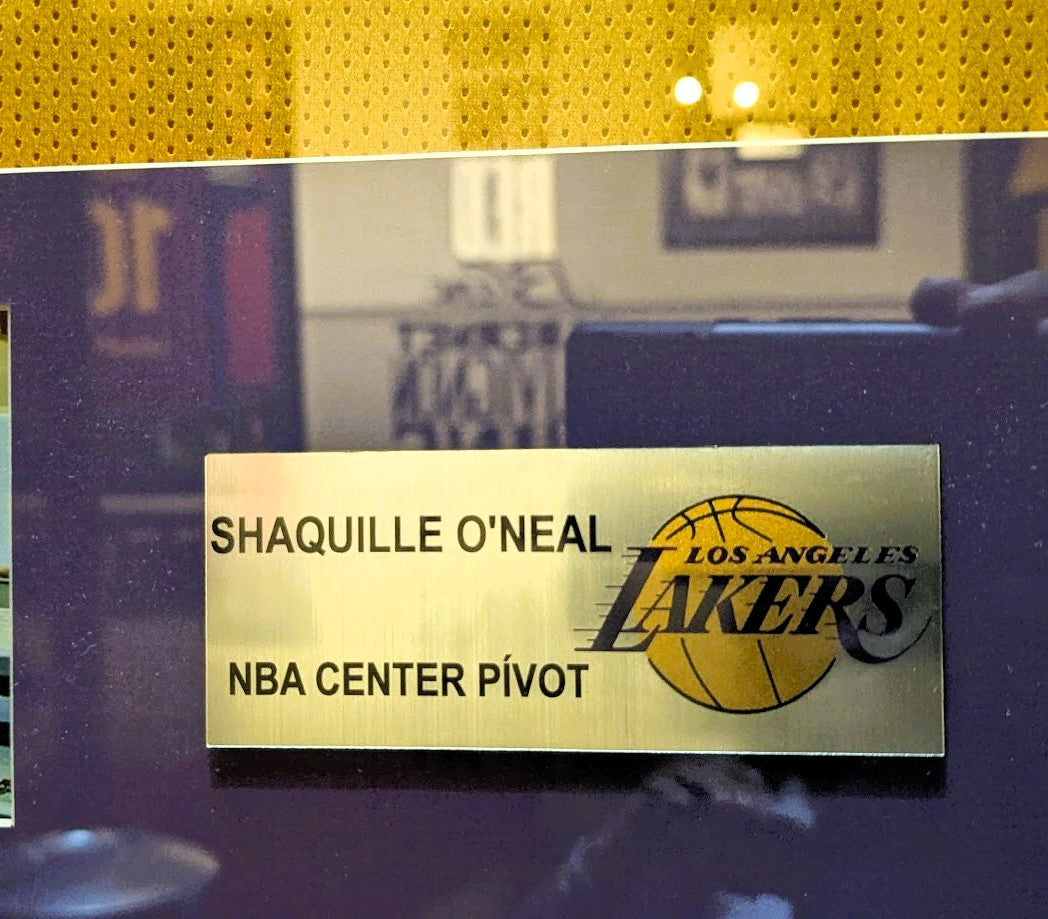 SHAQUILLE O'NEAL
LOS ANGELES
LAKERS
NBA CENTER PÍVOT